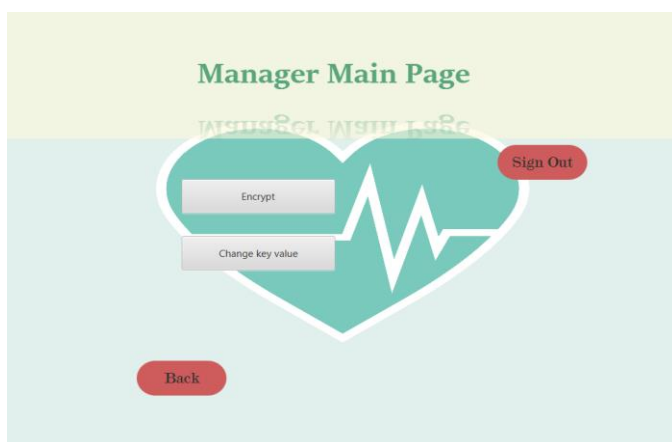 Manager Main Page
Sign Out
Encrypt
Change key value
Back